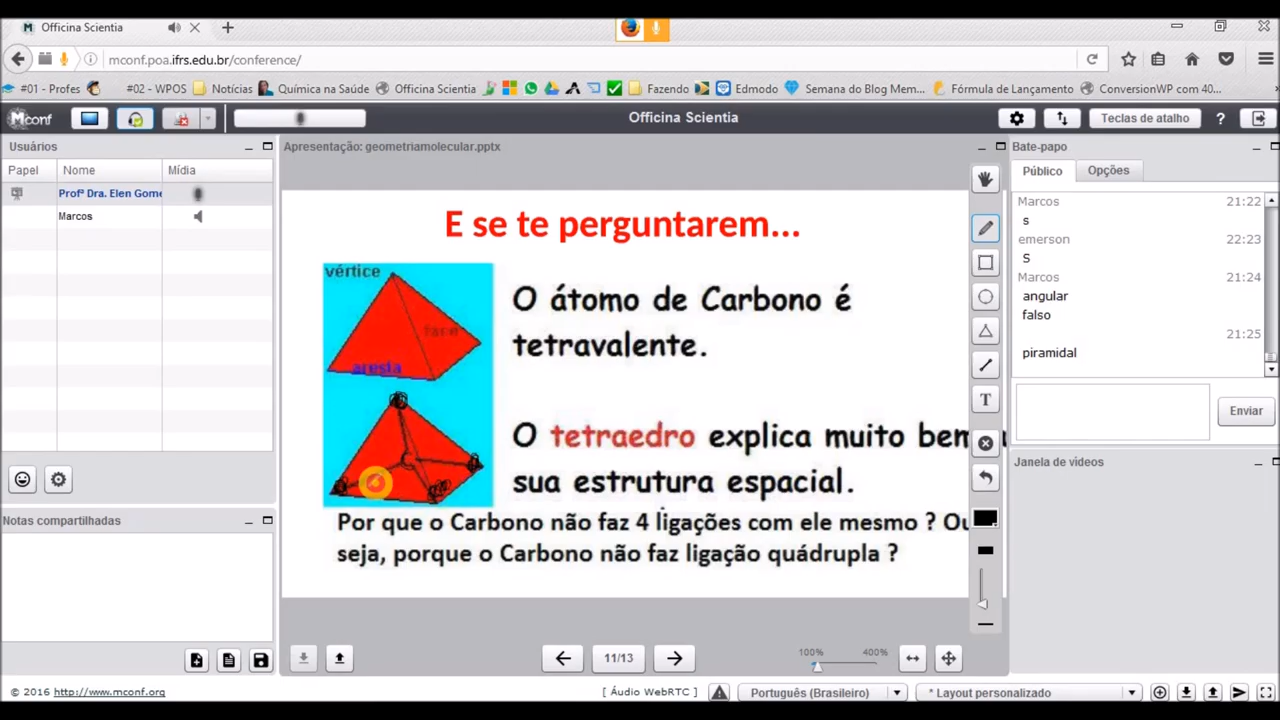 Officina Scientia
mconf.poa.ifrs.edu.br/conference/
#01 - Profes
#02 - WPOS
Notícias
Química na Saúde
Officina Scientia
Fazendo
Edmodo
Semana do Blog Mem...
Fórmula de Lançamento
ConversionWP com 40...
Mconf
Officina Scientia
Teclas de atalho
?
Usuários
Papel Nome Mídia
Profª Dra. Elen Gome
Marcos
Notas compartilhadas
© 2016 http://www.mconf.org
Apresentação: geometriamolecular.pptx
E se te perguntarem...
vértice
face
aresta
O átomo de Carbono é
tetravalente.
O tetraedro explica muito bem
sua estrutura espacial.
Por que o Carbono não faz 4 ligações com ele mesmo ? Ou
seja, porque o Carbono não faz ligação quádrupla ?
T
11/13
100% 400%
[ Áudio WebRTC ]
Português (Brasileiro)
* Layout personalizado
Bate-papo
Público Opções
Marcos 21:22
s
emerson 22:23
S
Marcos 21:24
angular
falso
21:25
piramidal
Enviar
Janela de vídeos